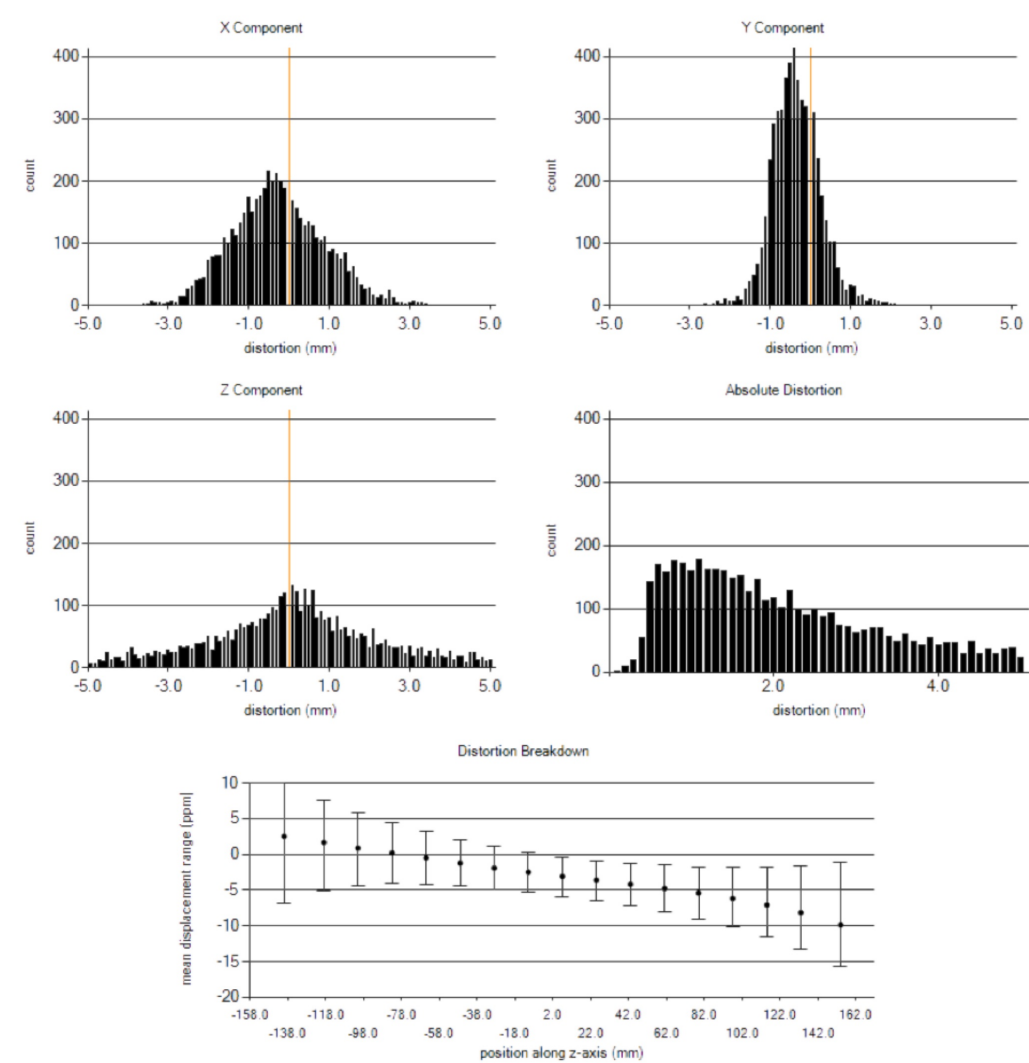 X Component
400
300
200
100
0
count
-5.0 -3.0 -1.0 1.0 3.0 5.0
distortion (mm)
Y Component
400
300
200
100
0
count
-5.0 -3.0 -1.0 1.0 3.0 5.0
distortion (mm)
Z Component
400
300
200
100
0
count
-5.0 -3.0 -1.0 1.0 3.0 5.0
distortion (mm)
Absolute Distortion
400
300
200
100
0
count
2.0 4.0
distortion (mm)
Distortion Breakdown
10
5
0
-5
-10
-15
-20
mean displacement range (ppm)
-158.0 -118.0 -78.0 -38.0 2.0 42.0 82.0 122.0 162.0
-138.0 -98.0 -58.0 -18.0 22.0 62.0 102.0 142.0
position along z-axis (mm)